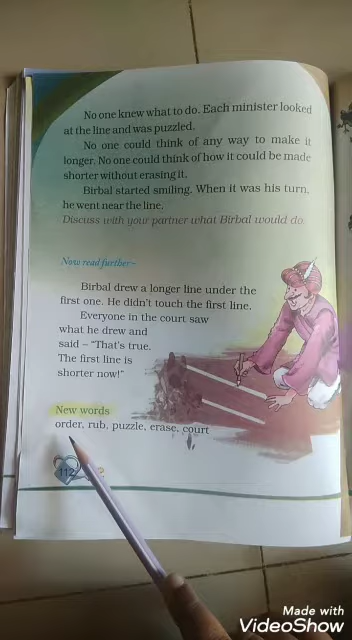 No one knew what to do. Each minister looked
at the line and was puzzled.
No one could think of any way to make it
longer. No one could think of how it could be made
shorter without erasing it.
Birbal started smiling. When it was his turn,
he went near the line.
Discuss with your partner what Birbal would do.
Now read further–
Birbal drew a longer line under the
first one. He didn't touch the first line.
Everyone in the court saw
what he drew and
said – "That's true.
The first line is
shorter now!"
New words
order, rub, puzzle, erase, court
112
Made with
VideoShow